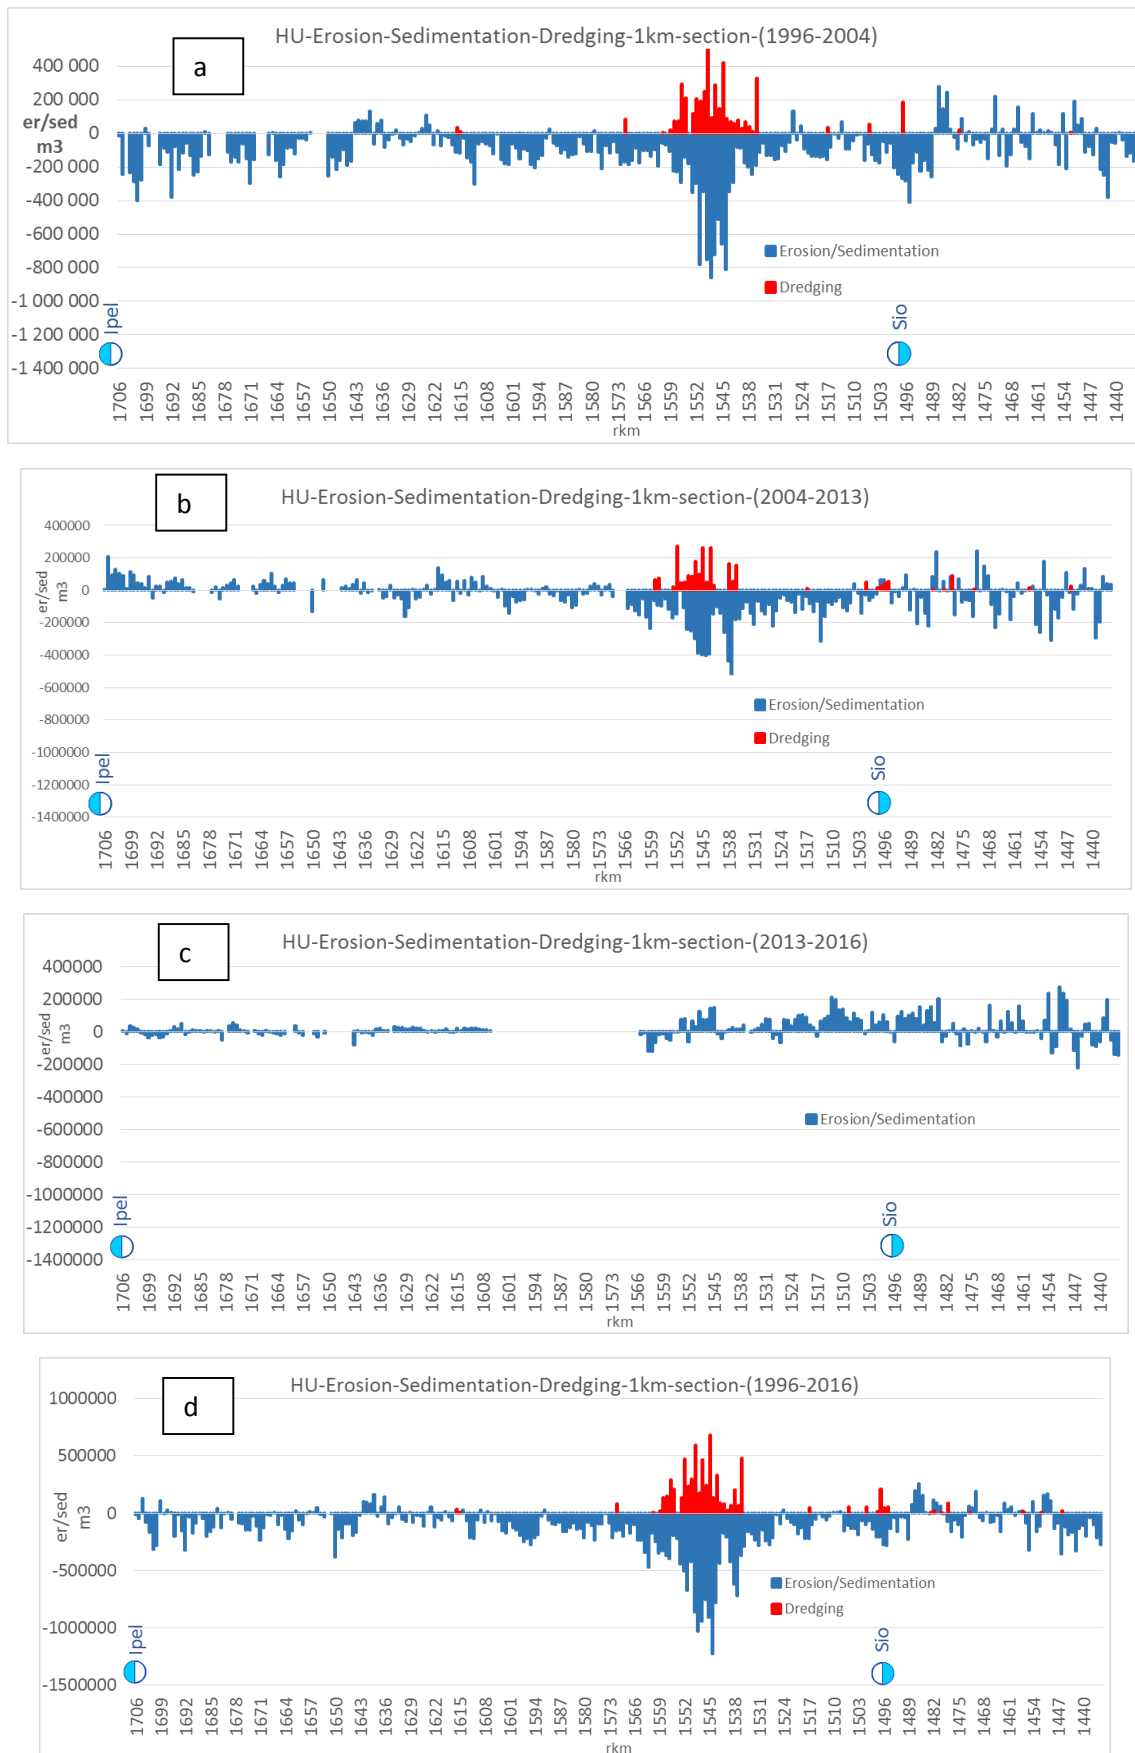 HU-Erosion-Sedimentation-Dredging-1km-section-(1996-2004)
a
400 000
200 000
er/sed
0
m3
-200 000
-400 000
-600 000
-800 000
-1 000 000
-1 200 000
-1 400 000
Erosion/Sedimentation
Dredging
Ipel
Sio
1706 1699 1692 1685 1678 1671 1664 1657 1650 1643 1636 1629 1622 1615 1608 1601 1594 1587 1580 1573 1566 1559 1552 1545 1538 1531 1524 1517 1510 1503 1496 1489 1482 1475 1468 1461 1454 1447 1440
rkm
HU-Erosion-Sedimentation-Dredging-1km-section-(2004-2013)
b
400000
200000
0
-200000
-400000
-600000
-800000
-1000000
-1200000
-1400000
er/sed
m3
Erosion/Sedimentation
Dredging
Ipel
Sio
1706 1699 1692 1685 1678 1671 1664 1657 1650 1643 1636 1629 1622 1615 1608 1601 1594 1587 1580 1573 1566 1559 1552 1545 1538 1531 1524 1517 1510 1503 1496 1489 1482 1475 1468 1461 1454 1447 1440
rkm
HU-Erosion-Sedimentation-Dredging-1km-section-(2013-2016)
c
400000
200000
0
-200000
-400000
-600000
-800000
-1000000
-1200000
-1400000
er/sed
m3
Erosion/Sedimentation
Ipel
Sio
1706 1699 1692 1685 1678 1671 1664 1657 1650 1643 1636 1629 1622 1615 1608 1601 1594 1587 1580 1573 1566 1559 1552 1545 1538 1531 1524 1517 1510 1503 1496 1489 1482 1475 1468 1461 1454 1447 1440
rkm
HU-Erosion-Sedimentation-Dredging-1km-section-(1996-2016)
d
1000000
500000
0
-500000
-1000000
-1500000
er/sed
m3
Erosion/Sedimentation
Dredging
Ipel
Sio
1706 1699 1692 1685 1678 1671 1664 1657 1650 1643 1636 1629 1622 1615 1608 1601 1594 1587 1580 1573 1566 1559 1552 1545 1538 1531 1524 1517 1510 1503 1496 1489 1482 1475 1468 1461 1454 1447 1440
rkm